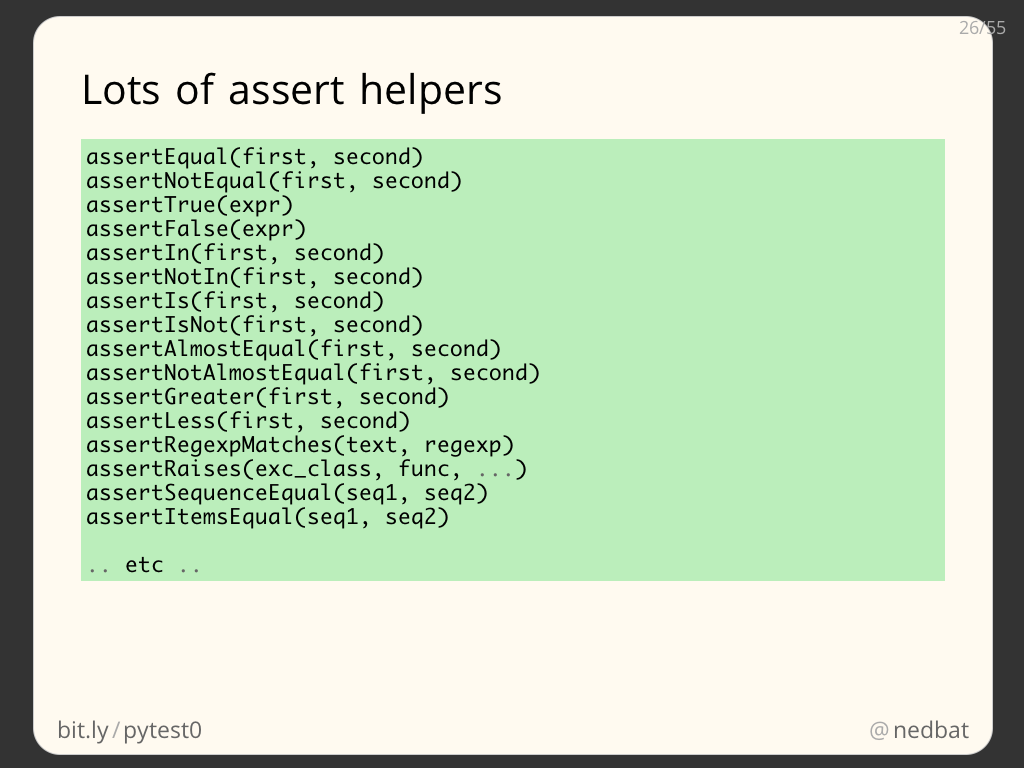 26/55
Lots of assert helpers
assertEqual(first, second)
assertNotEqual(first, second)
assertTrue(expr)
assertFalse(expr)
assertIn(first, second)
assertNotIn(first, second)
assertIs(first, second)
assertIsNot(first, second)
assertAlmostEqual(first, second)
assertNotAlmostEqual(first, second)
assertGreater(first, second)
assertLess(first, second)
assertRegexpMatches(text, regexp)
assertRaises(exc_class, func, ...)
assertSequenceEqual(seq1, seq2)
assertItemsEqual(seq1, seq2)
.. etc ..
bit.ly/pytest0
@nedbat